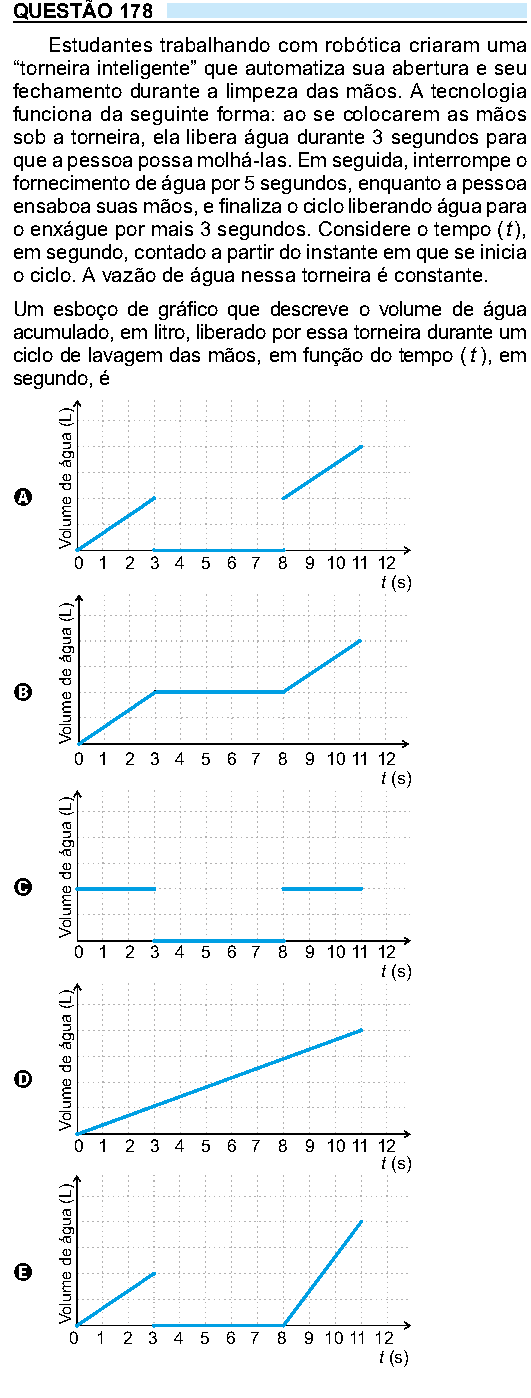 QUESTÃO 178
Estudantes trabalhando com robótica criaram uma
“torneira inteligente” que automatiza sua abertura e seu
fechamento durante a limpeza das mãos. A tecnologia
funciona da seguinte forma: ao se colocarem as mãos
sob a torneira, ela libera água durante 3 segundos para
que a pessoa possa molhá-las. Em seguida, interrompe o
fornecimento de água por 5 segundos, enquanto a pessoa
ensaboa suas mãos, e finaliza o ciclo liberando água para
o enxágue por mais 3 segundos. Considere o tempo (t),
em segundo, contado a partir do instante em que se inicia
o ciclo. A vazão de água nessa torneira é constante.
Um esboço de gráfico que descreve o volume de água
acumulado, em litro, liberado por essa torneira durante um
ciclo de lavagem das mãos, em função do tempo (t), em
segundo, é
A
Volume de água (L)
0 1 2 3 4 5 6 7 8 9 10 11 12
t (s)
B
Volume de água (L)
0 1 2 3 4 5 6 7 8 9 10 11 12
t (s)
C
Volume de água (L)
0 1 2 3 4 5 6 7 8 9 10 11 12
t (s)
D
Volume de água (L)
0 1 2 3 4 5 6 7 8 9 10 11 12
t (s)
E
Volume de água (L)
0 1 2 3 4 5 6 7 8 9 10 11 12
t (s)